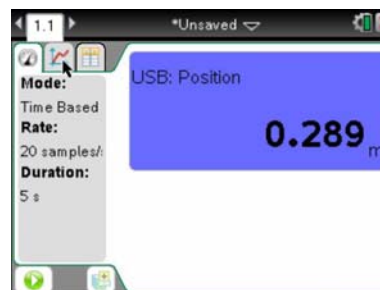 1.1
*Unsaved
Mode:
Time Based
Rate:
20 samples/s
Duration:
5 s
USB: Position
0.289 m